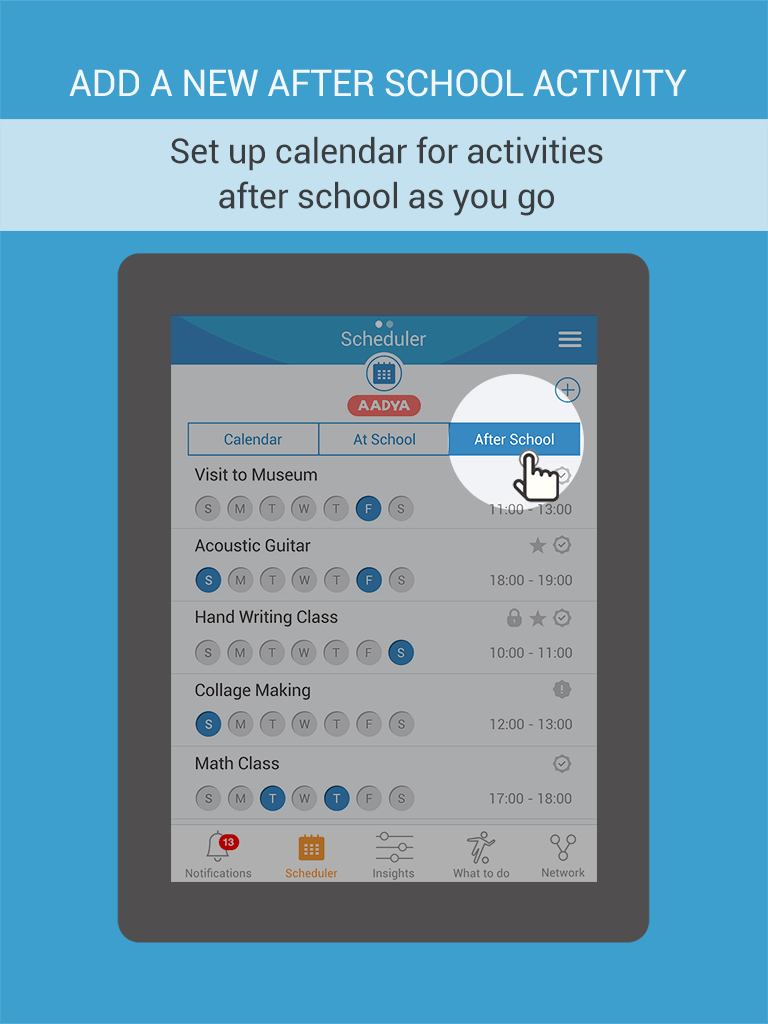 ADD A NEW AFTER SCHOOL ACTIVITY
Set up calendar for activities
after school as you go
Scheduler
AADYA
Calendar At School After School
Visit to Museum
S M T W T F S 11:00 - 13:00
Acoustic Guitar
S M T W T F S 18:00 - 19:00
Hand Writing Class
S M T W T F S 10:00 - 11:00
Collage Making
S M T W T F S 12:00 - 13:00
Math Class
S M T W T F S 17:00 - 18:00
13
Notifications Scheduler Insights What to do Network